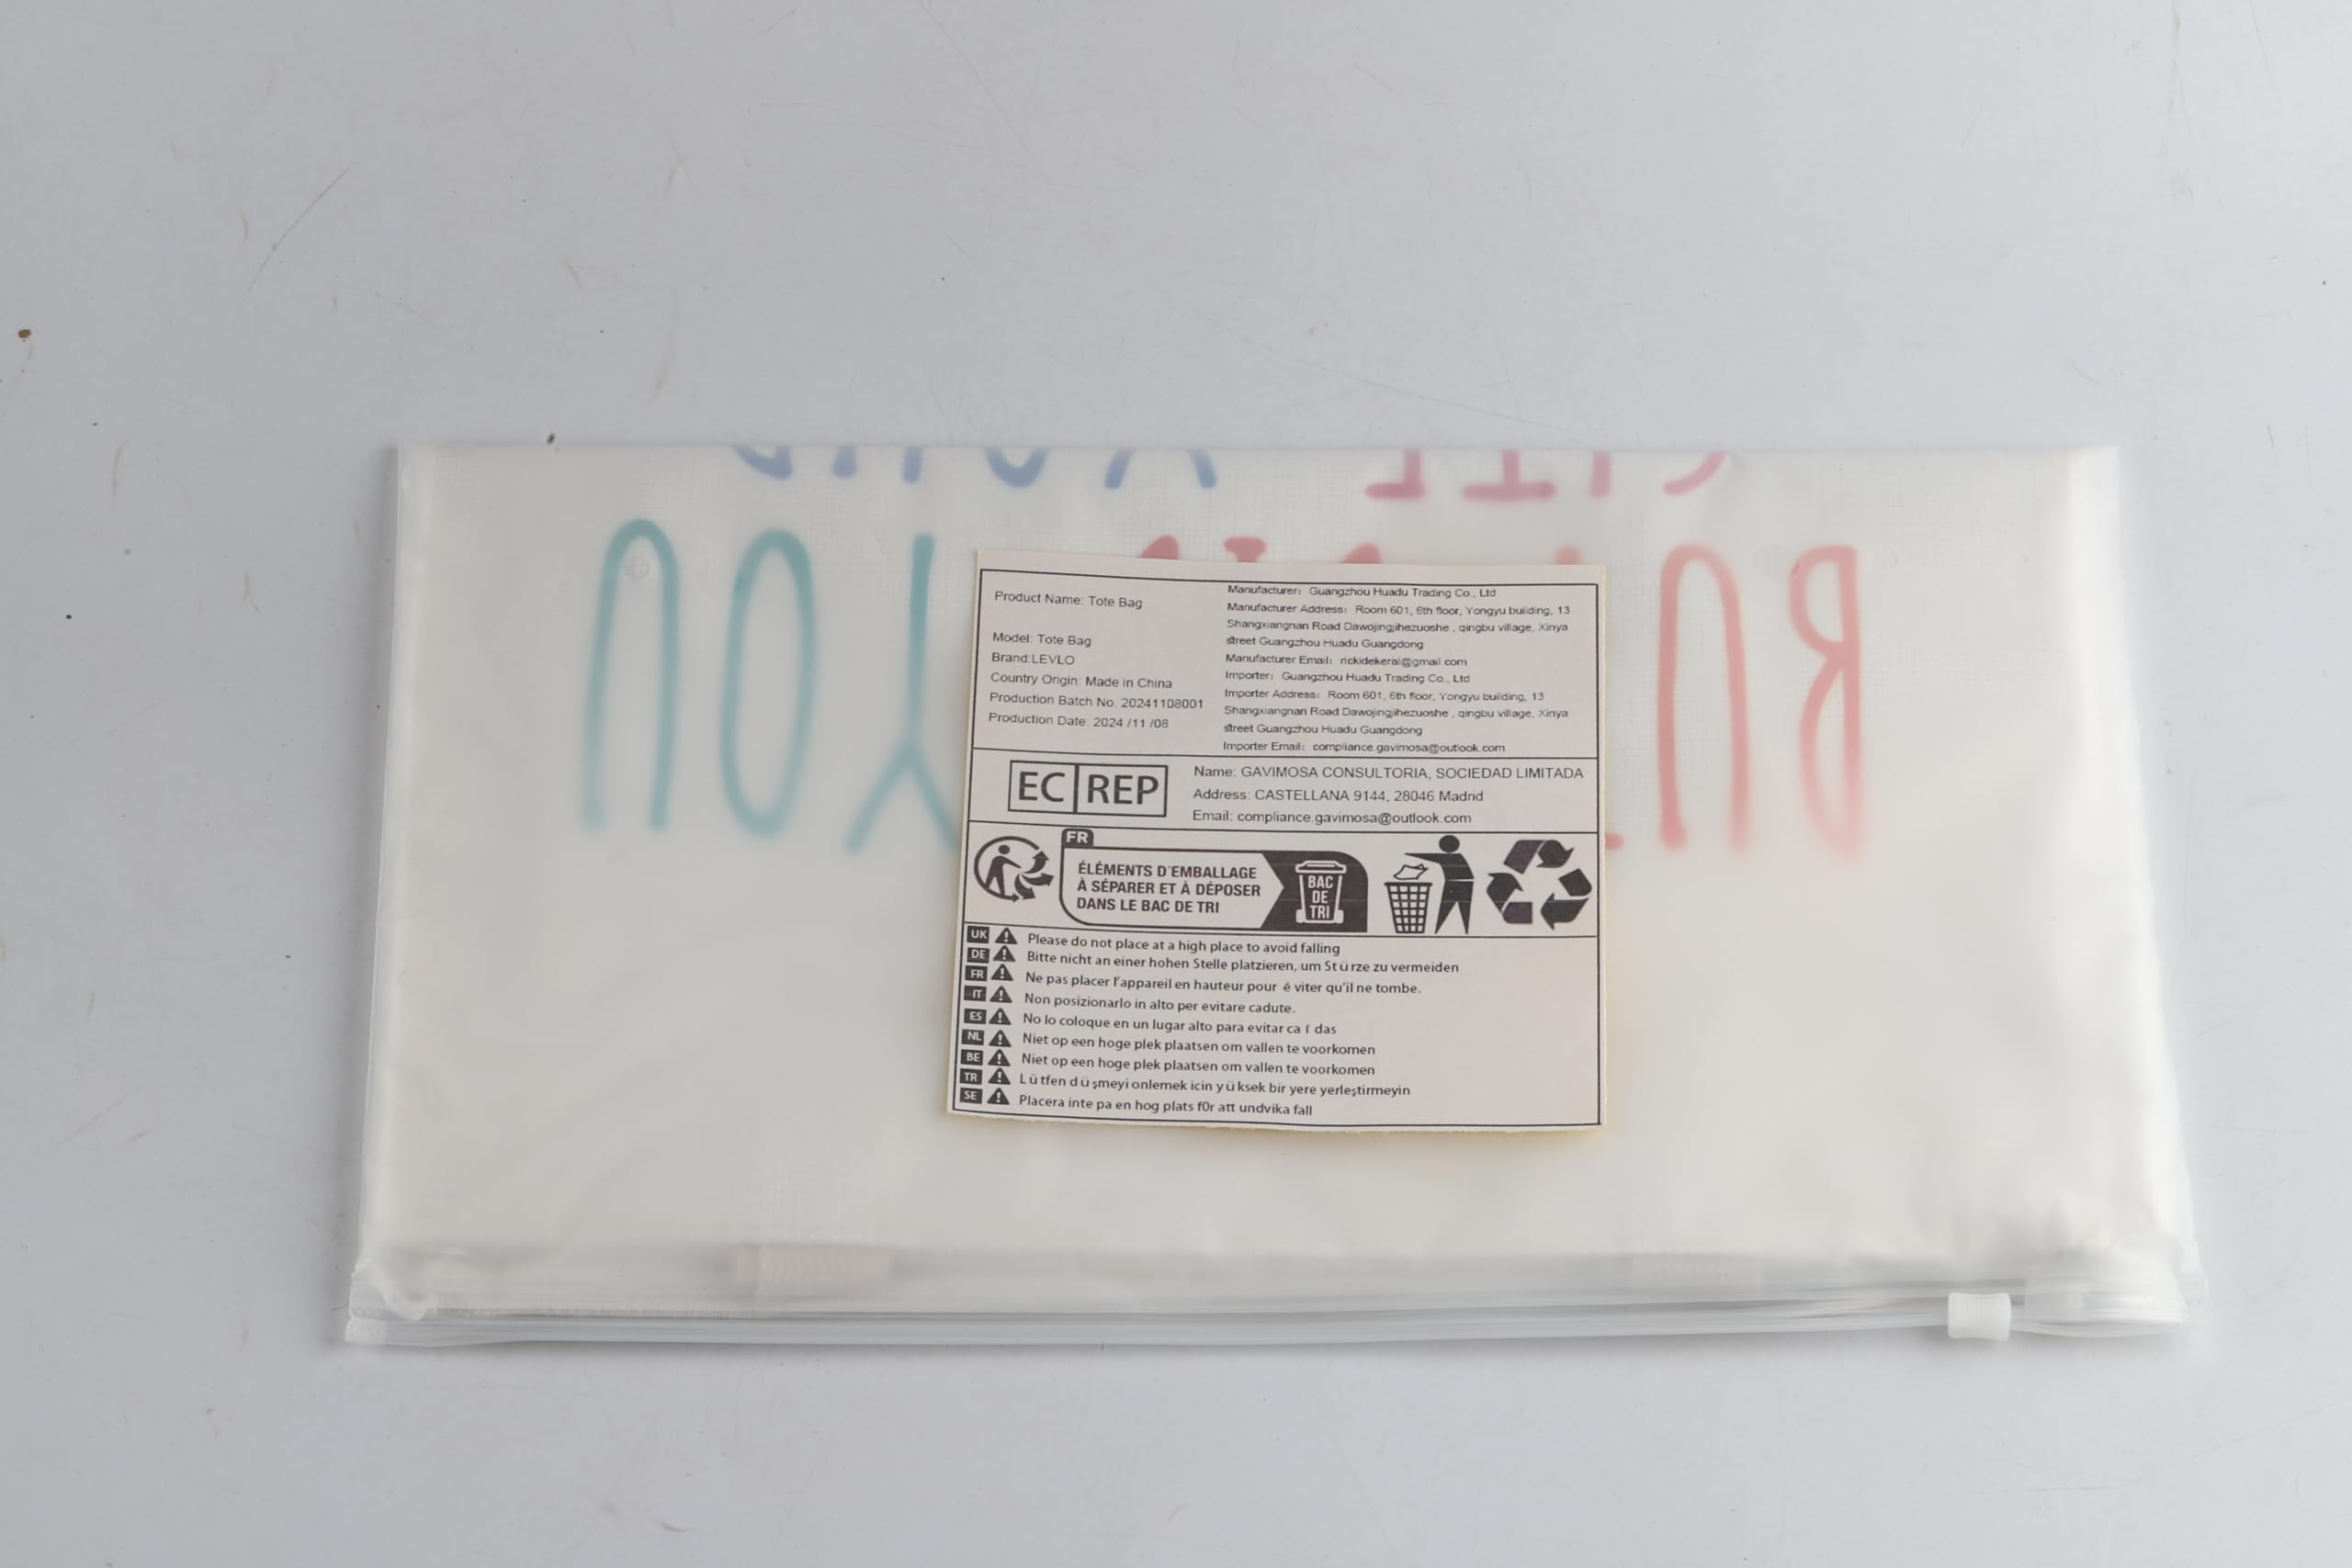 YOU
BU
Product Name: Tote Bag
Model: Tote Bag
Brand:LEVLO
Country Origin: Made in China
Production Batch No. 20241108001
Production Date: 2024 /11 /08
Manufacturer: Guangzhou Huadu Trading Co., Ltd
Manufacturer Address: Room 601, 6th floor, Yongyu building, 13
Shangxiangnan Road Dawojingjihezuoshe , qingbu village, Xinya
street Guangzhou Huadu Guangdong
Manufacturer Email: rickidekeral@gmail.com
Importer: Guangzhou Huadu Trading Co., Ltd
Importer Address: Room 601, 6th floor, Yongyu building, 13
Shangxiangnan Road Dawojingjihezuoshe , qingbu village, Xinya
street Guangzhou Huadu Guangdong
Importer Email: compliance.gavimosa@outlook.com
EC REP
Name: GAVIMOSA CONSULTORIA, SOCIEDAD LIMITADA
Address: CASTELLANA 9144, 28046 Madrid
Email: compliance.gavimosa@outlook.com
FR
ÉLÉMENTS D'EMBALLAGE
À SÉPARER ET À DÉPOSER
DANS LE BAC DE TRI
BAC
DE
TRI
UK Please do not place at a high place to avoid falling
DE Bitte nicht an einer hohen Stelle platzieren, um Stürze zu vermeiden
FR Ne pas placer l'appareil en hauteur pour é viter qu'il ne tombe.
IT Non posizionarlo in alto per evitare cadute.
ES No lo coloque en un lugar alto para evitar ca í das
NL Niet op een hoge plek plaatsen om vallen te voorkomen
BE Niet op een hoge plek plaatsen om vallen te voorkomen
TR Lütfen düşmeyi onlemek icin yüksek bir yere yerleştirmeyin
SE Placera inte pa en hog plats f0r att undvika fall